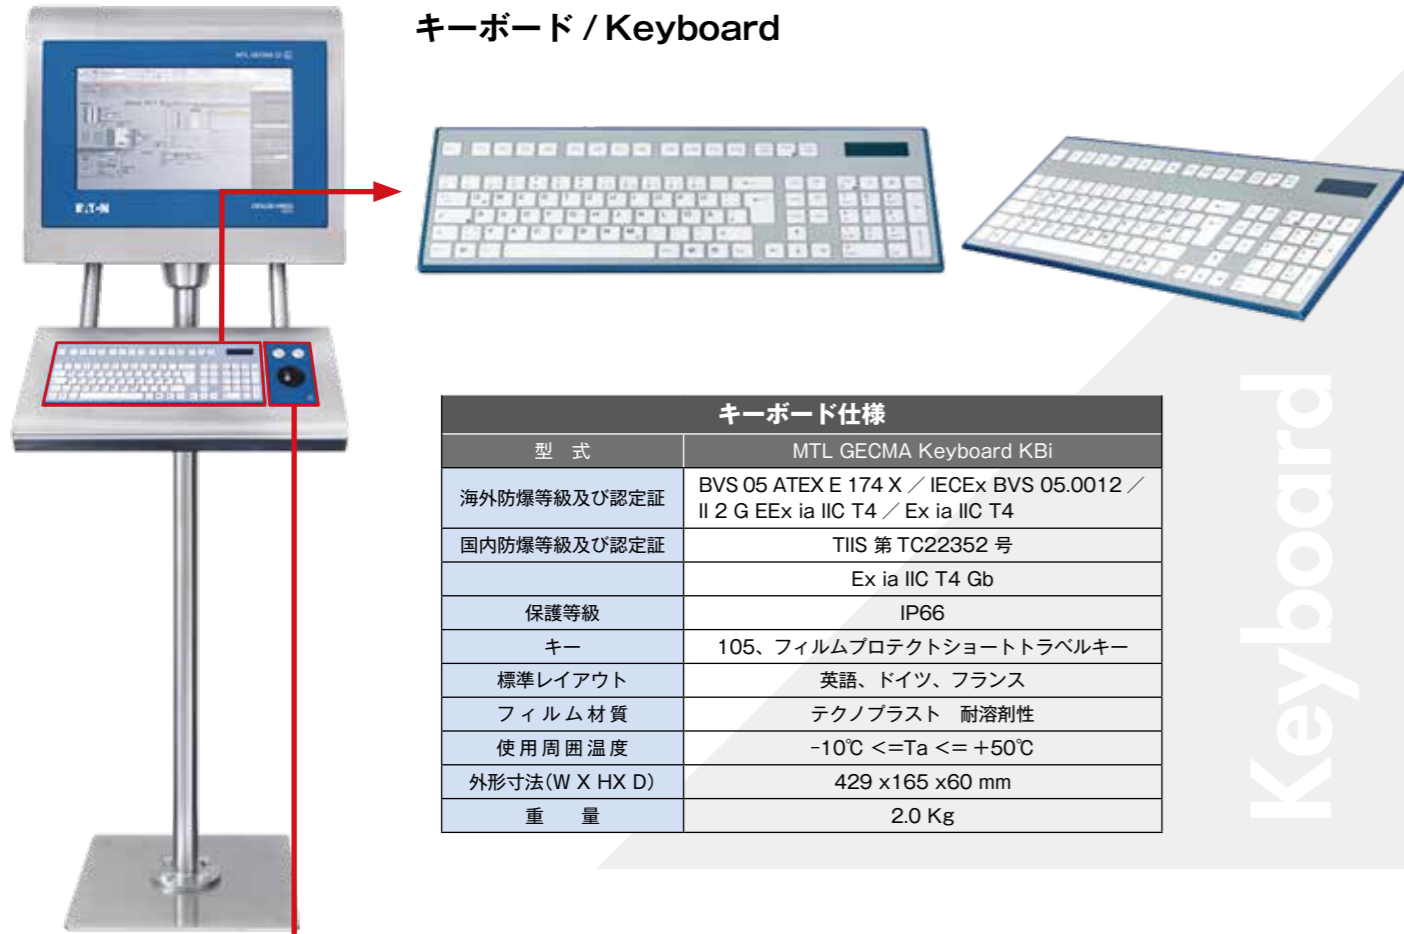 キーボード / Keyboard
キーボード仕様
型 式 MTL GECMA Keyboard KBi
海外防爆等級及び認定証 BVS 05 ATEX E 174 X ／ IECEx BVS 05.0012 ／
II 2 G EEx ia IIC T4 ／ Ex ia IIC T4
国内防爆等級及び認定証 TIIS 第 TC22352 号
Ex ia IIC T4 Gb
保護等級 IP66
キー 105、フィルムプロテクトショートトラベルキー
標準レイアウト 英語、ドイツ、フランス
フィルム材質 テクノプラスト 耐溶剤性
使用周囲温度 -10℃ <=Ta <= +50℃
外形寸法(W X HX D) 429 x165 x60 mm
重 量 2.0 Kg
Keyboard